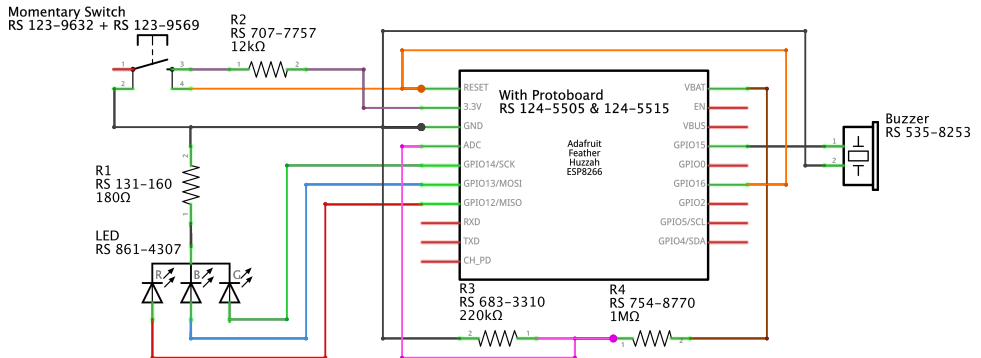 Momentary Switch
RS 123-9632 + RS 123-9569
1
2
3
4
R2
RS 707-7757
12kΩ
1
2
With Protoboard
RS 124-5505 & 124-5515
Adafruit
Feather
Huzzah
ESP8266
RESET
3.3V
GND
ADC
GPIO14/SCK
GPIO13/MOSI
GPIO12/MISO
RXD
TXD
CH_PD
VBAT
EN
VBUS
GPIO15
GPIO0
GPIO16
GPIO2
GPIO5/SCL
GPIO4/SDA
Buzzer
RS 535-8253
1
2
R1
RS 131-160
180Ω
2
1
LED
RS 861-4307
R
B
G
R3
RS 683-3310
220kΩ
2
1
R4
RS 754-8770
1MΩ
1
2